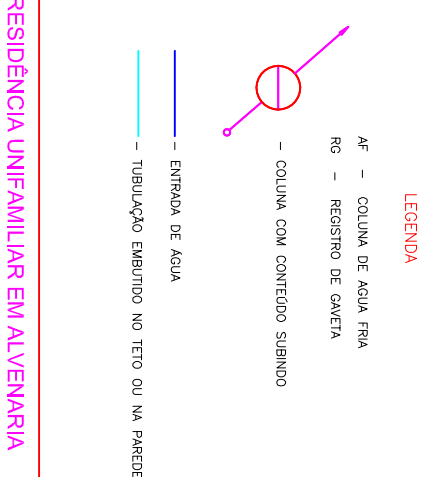 LEGENDA
AF – COLUNA DE AGUA FRIA
RG – REGISTRO DE GAVETA
– COLUNA COM CONTEÚDO SUBINDO
– ENTRADA DE ÁGUA
– TUBULAÇÃO EMBUTIDO NO TETO OU NA PAREDE
RESIDÊNCIA UNIFAMILIAR EM ALVENARIA